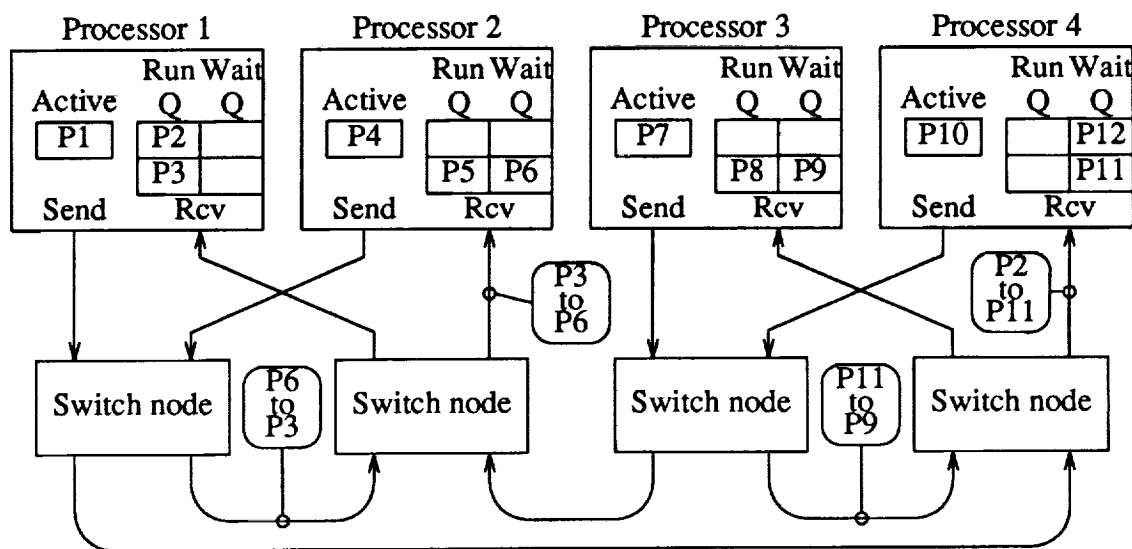 Processor 1 Processor 2 Processor 3 Processor 4
Run Wait Run Wait Run Wait Run Wait
Active Q Q Active Q Q Active Q Q Active Q Q
P1 P2 P4 P7 P10 P12
P3 P5 P6 P8 P9 P11
Send Rcv Send Rcv Send Rcv Send Rcv
P3
to
P6
P2
to
P11
Switch node
P6
to
P3
Switch node
Switch node
P11
to
P9
Switch node